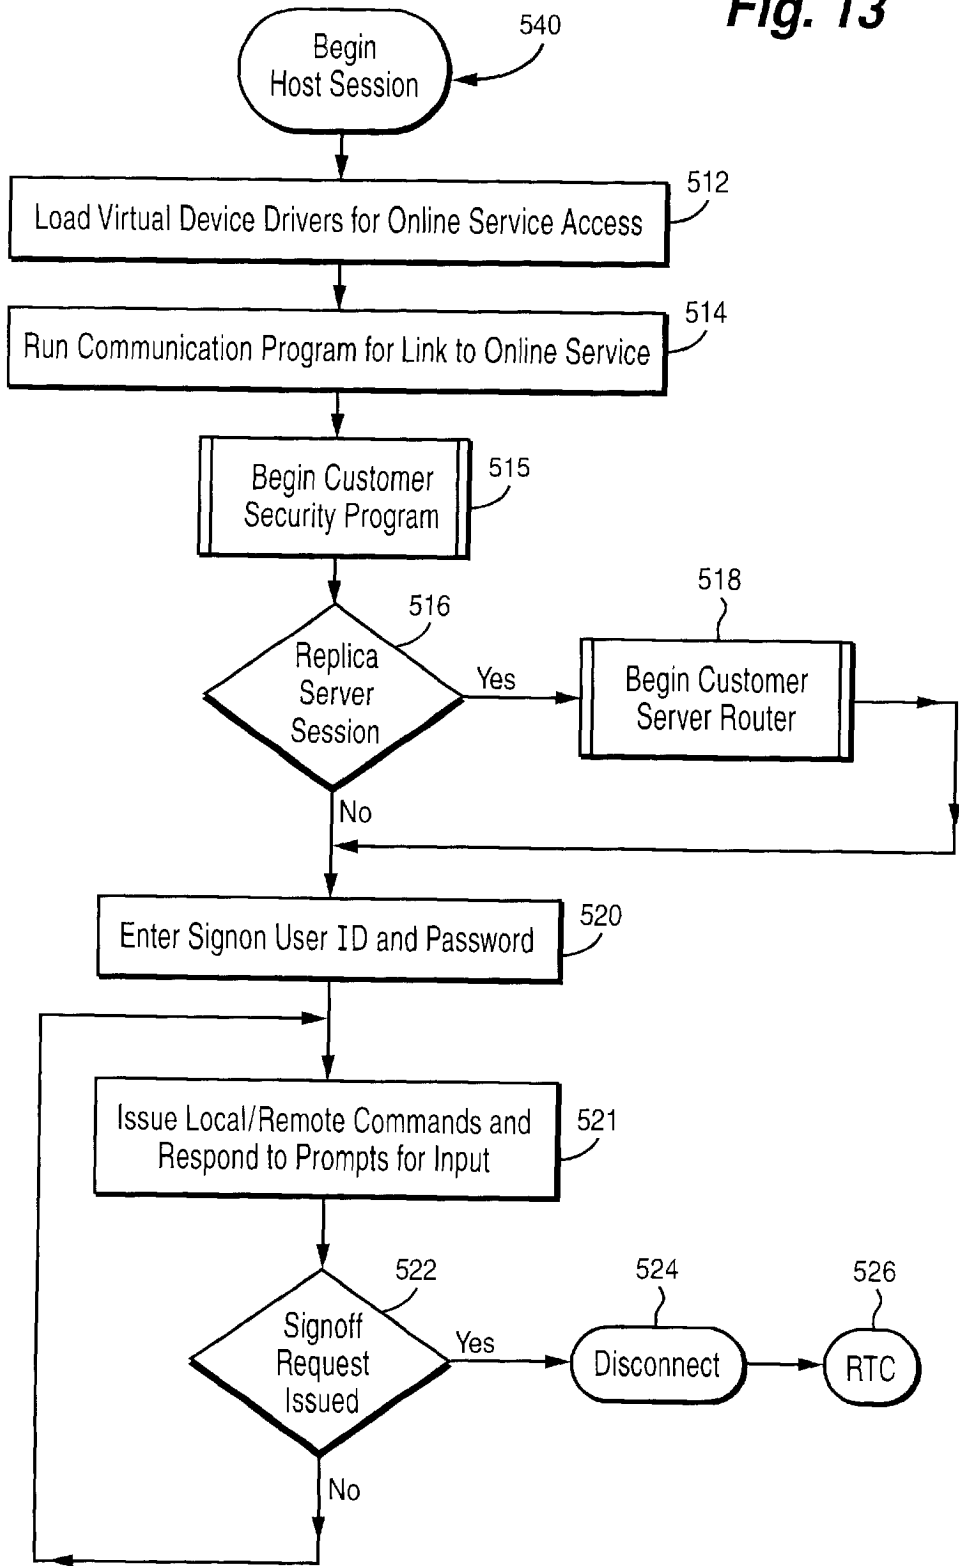 Fig. 13
Begin
Host Session
540
Load Virtual Device Drivers for Online Service Access
512
Run Communication Program for Link to Online Service
514
Begin Customer
Security Program
515
Replica
Server
Session
516
Yes
Begin Customer
Server Router
518
No
Enter Signon User ID and Password
520
Issue Local/Remote Commands and
Respond to Prompts for Input
521
Signoff
Request
Issued
522
Yes
Disconnect
524
RTC
526
No